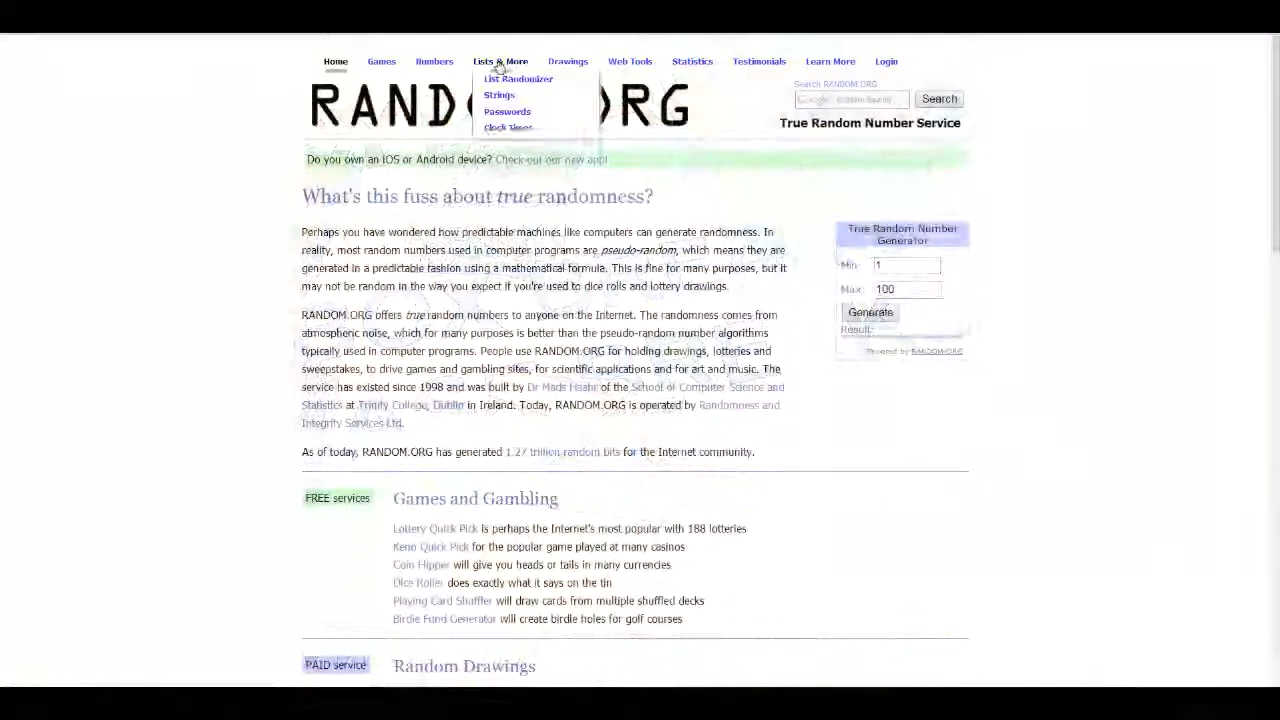 Home Games Numbers Lists & More Drawings Web Tools Statistics Testimonials Learn More Login
List Randomizer
Strings
Passwords
Clock Times
Search RANDOM.ORG
Google Custom Search Search
True Random Number Service
Do you own an iOS or Android device? Check out our new app!
What's this fuss about true randomness?
Perhaps you have wondered how predictable machines like computers can generate randomness. In
reality, most random numbers used in computer programs are pseudo-random, which means they are
generated in a predictable fashion using a mathematical formula. This is fine for many purposes, but it
may not be random in the way you expect if you're used to dice rolls and lottery drawings.
RANDOM.ORG offers true random numbers to anyone on the Internet. The randomness comes from
atmospheric noise, which for many purposes is better than the pseudo-random number algorithms
typically used in computer programs. People use RANDOM.ORG for holding drawings, lotteries and
sweepstakes, to drive games and gambling sites, for scientific applications and for art and music. The
service has existed since 1998 and was built by Dr Mads Haahr of the School of Computer Science and
Statistics at Trinity College, Dublin in Ireland. Today, RANDOM.ORG is operated by Randomness and
Integrity Services Ltd.
As of today, RANDOM.ORG has generated 1.27 trillion random bits for the Internet community.
True Random Number
Generator
Min: 1
Max: 100
Generate
Result:
Powered by RANDOM.ORG
FREE services
Games and Gambling
Lottery Quick Pick is perhaps the Internet's most popular with 188 lotteries
Keno Quick Pick for the popular game played at many casinos
Coin Flipper will give you heads or tails in many currencies
Dice Roller does exactly what it says on the tin
Playing Card Shuffler will draw cards from multiple shuffled decks
Birdie Fund Generator will create birdie holes for golf courses
PAID service
Random Drawings